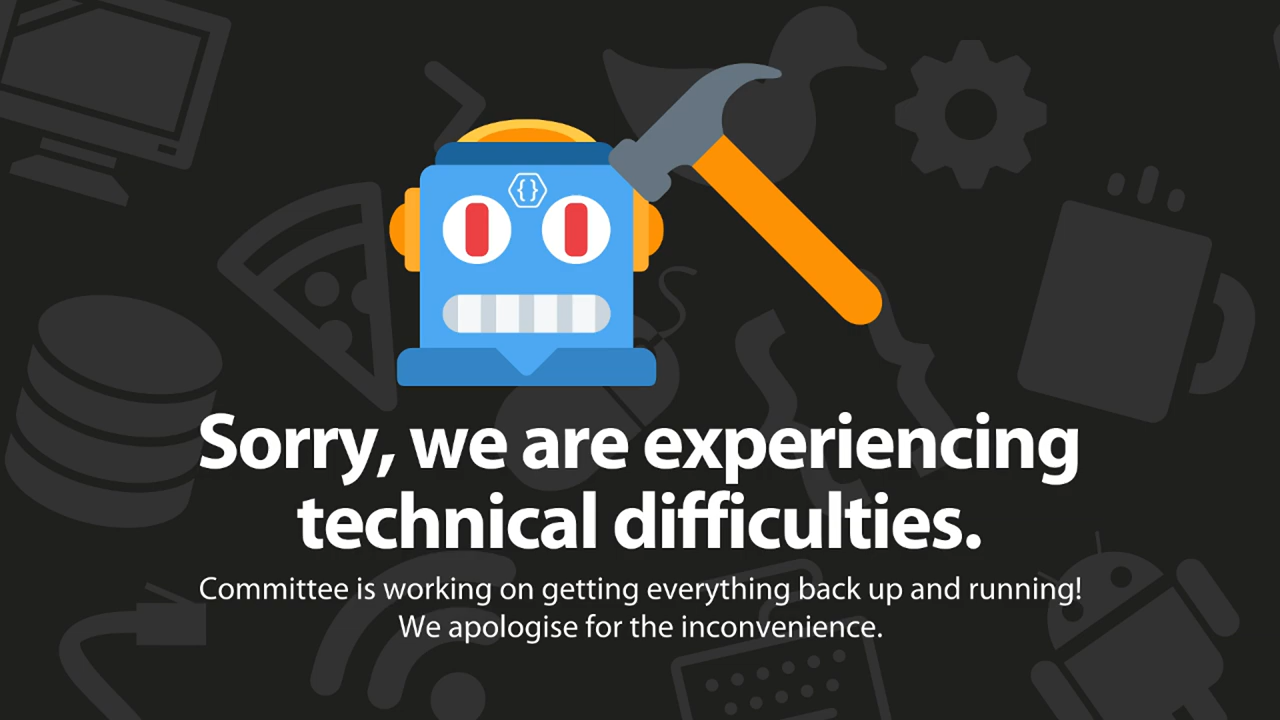 {}
Sorry, we are experiencing
technical difficulties.
Committee is working on getting everything back up and running!
We apologise for the inconvenience.